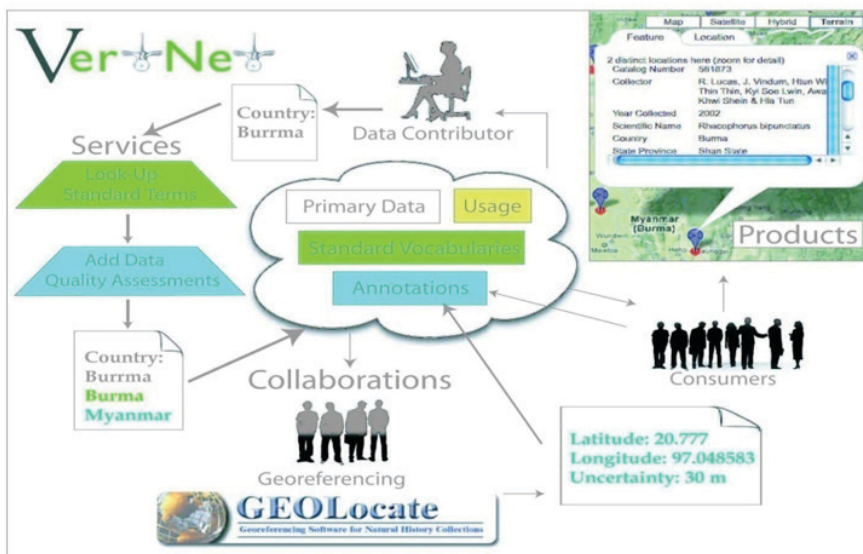 VertNet
Map
Satellite
Hybrid
Terrain
Feature
Location
2 distinct locations here (zoom for detail)
Catalog Number 561873
Collector R. Lucas, J. Vindum, Htun Wi
Thin Thin, Kyi Soe Lwin, Awa
Khwi Shein & Hla Tun
Year Collected 2002
Scientific Name Rhacophorus bipunctatus
Country Burma
State Province Shan State
Myanmar
(Burma)
Products
Country:
Burrma
Data Contributor
Services
Look-Up
Standard Terms
Add Data
Quality Assessments
Country:
Burrma
Burma
Myanmar
Primary Data
Usage
Standard Vocabularies
Annotations
Collaborations
Georeferencing
GEOLocate
Georeferencing Software for Natural History Collections
Consumers
Latitude: 20.777
Longitude: 97.048583
Uncertainty: 30 m